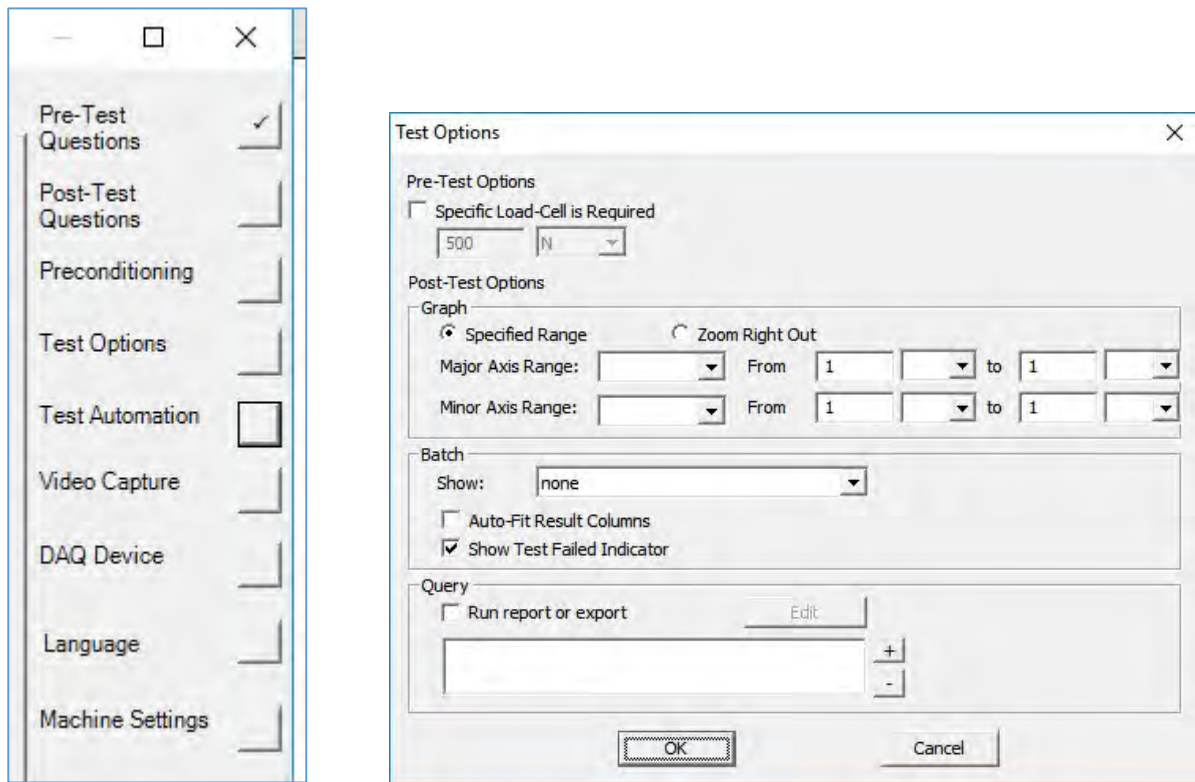 Pre-Test
Questions
Post-Test
Questions
Preconditioning
Test Options
Test Automation
Video Capture
DAQ Device
Language
Machine Settings
Test Options
Pre-Test Options
Specific Load-Cell is Required
500 N
Post-Test Options
Graph
Specified Range Zoom Right Out
Major Axis Range: From 1 to 1
Minor Axis Range: From 1 to 1
Batch
Show: none
Auto-Fit Result Columns
Show Test Failed Indicator
Query
Run report or export Edit
+
-
OK Cancel